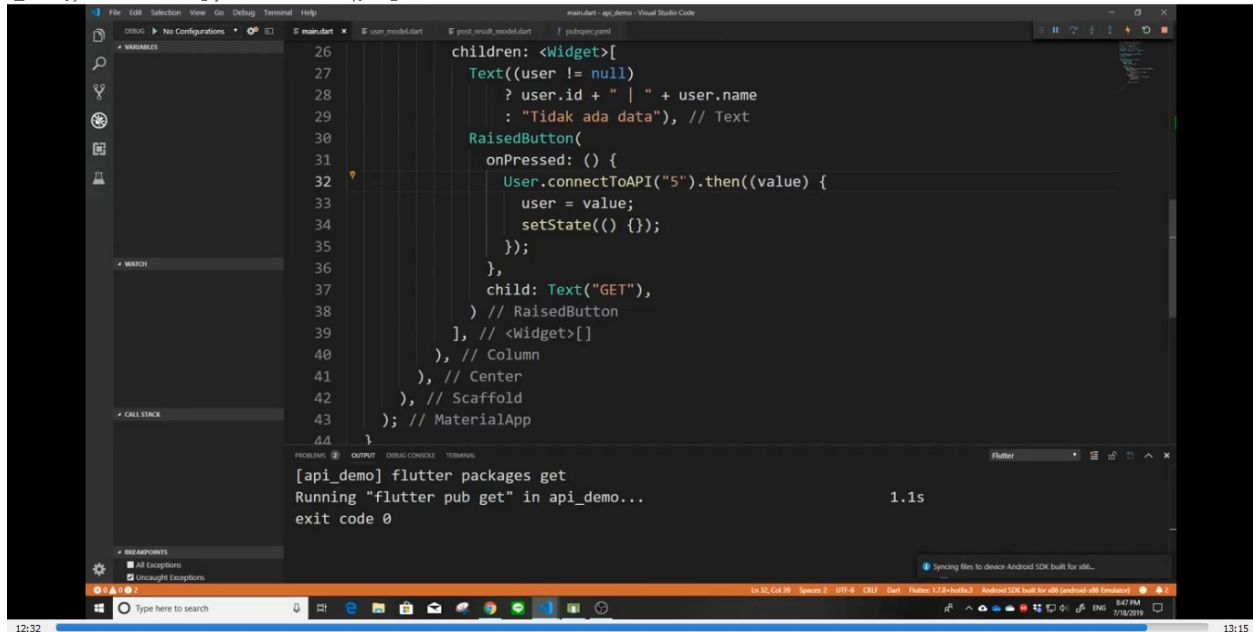 File Edit Selection View Go Debug Terminal Help
main.dart - api_demo - Visual Studio Code
DEBUG No Configurations
main.dart user_model.dart post_result_model.dart pubspec.yaml
VARIABLES
WATCH
CALL STACK
BREAKPOINTS
All Exceptions
Uncaught Exceptions
26 children: <Widget>[
27 Text((user != null)
28 ? user.id + " | " + user.name
29 : "Tidak ada data"), // Text
30 RaisedButton(
31 onPressed: () {
32 User.connectToAPI("5").then((value) {
33 user = value;
34 setState(() {});
35 });
36 },
37 child: Text("GET"),
38 ) // RaisedButton
39 ], // <Widget>[]
40 ), // Column
41 ), // Center
42 ), // Scaffold
43 ); // MaterialApp
44 }
PROBLEMS 2 OUTPUT DEBUG CONSOLE TERMINAL
Flutter
[api_demo] flutter packages get
Running "flutter pub get" in api_demo... 1.1s
exit code 0
Syncing files to device Android SDK built for x86...
0 0 2
Ln 32, Col 39 Spaces: 2 UTF-8 CRLF Dart Flutter: 1.7.8+hotfix.3 Android SDK built for x86 (android-x86 Emulator) 2
Type here to search
ENG
8:47 PM
7/18/2019
12:32
13:15